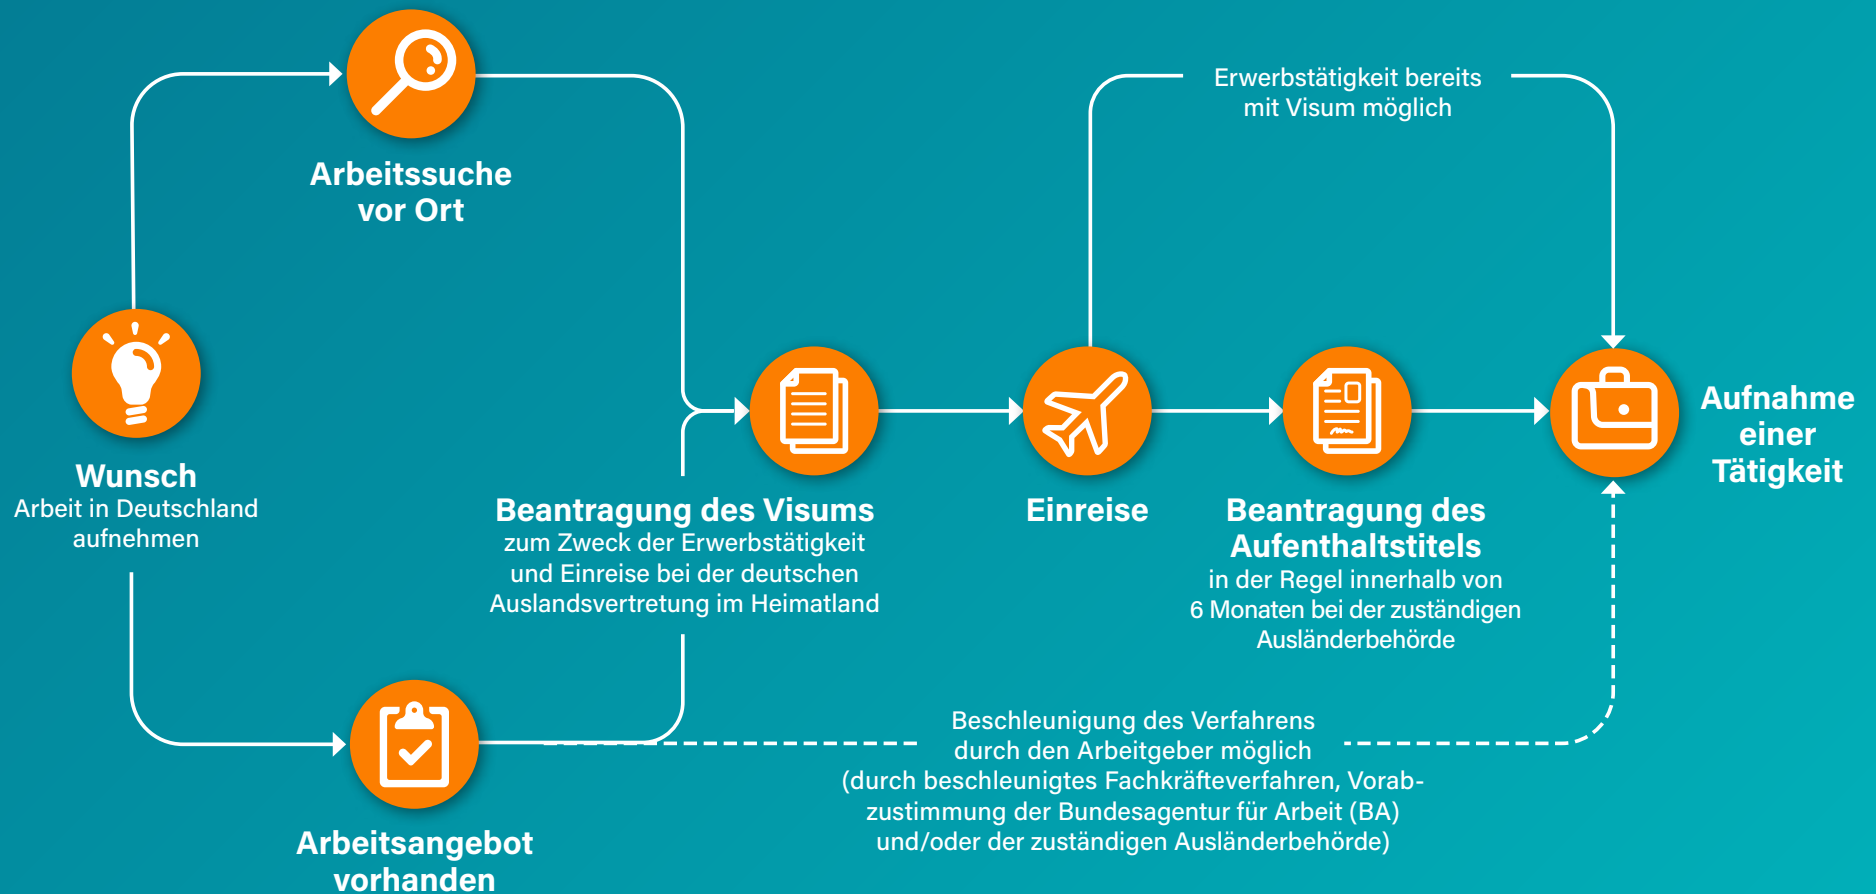 Erwerbstätigkeit bereits
mit Visum möglich
Arbeitssuche
vor Ort
Wunsch
Arbeit in Deutschland
aufnehmen
Beantragung des Visums
zum Zweck der Erwerbstätigkeit
und Einreise bei der deutschen
Auslandsvertretung im Heimatland
Einreise
Beantragung des
Aufenthaltstitels
in der Regel innerhalb von
6 Monaten bei der zuständigen
Ausländerbehörde
Aufnahme
einer
Tätigkeit
Arbeitsangebot
vorhanden
Beschleunigung des Verfahrens
durch den Arbeitgeber möglich
(durch beschleunigtes Fachkräfteverfahren, Vorab-
zustimmung der Bundesagentur für Arbeit (BA)
und/oder der zuständigen Ausländerbehörde)